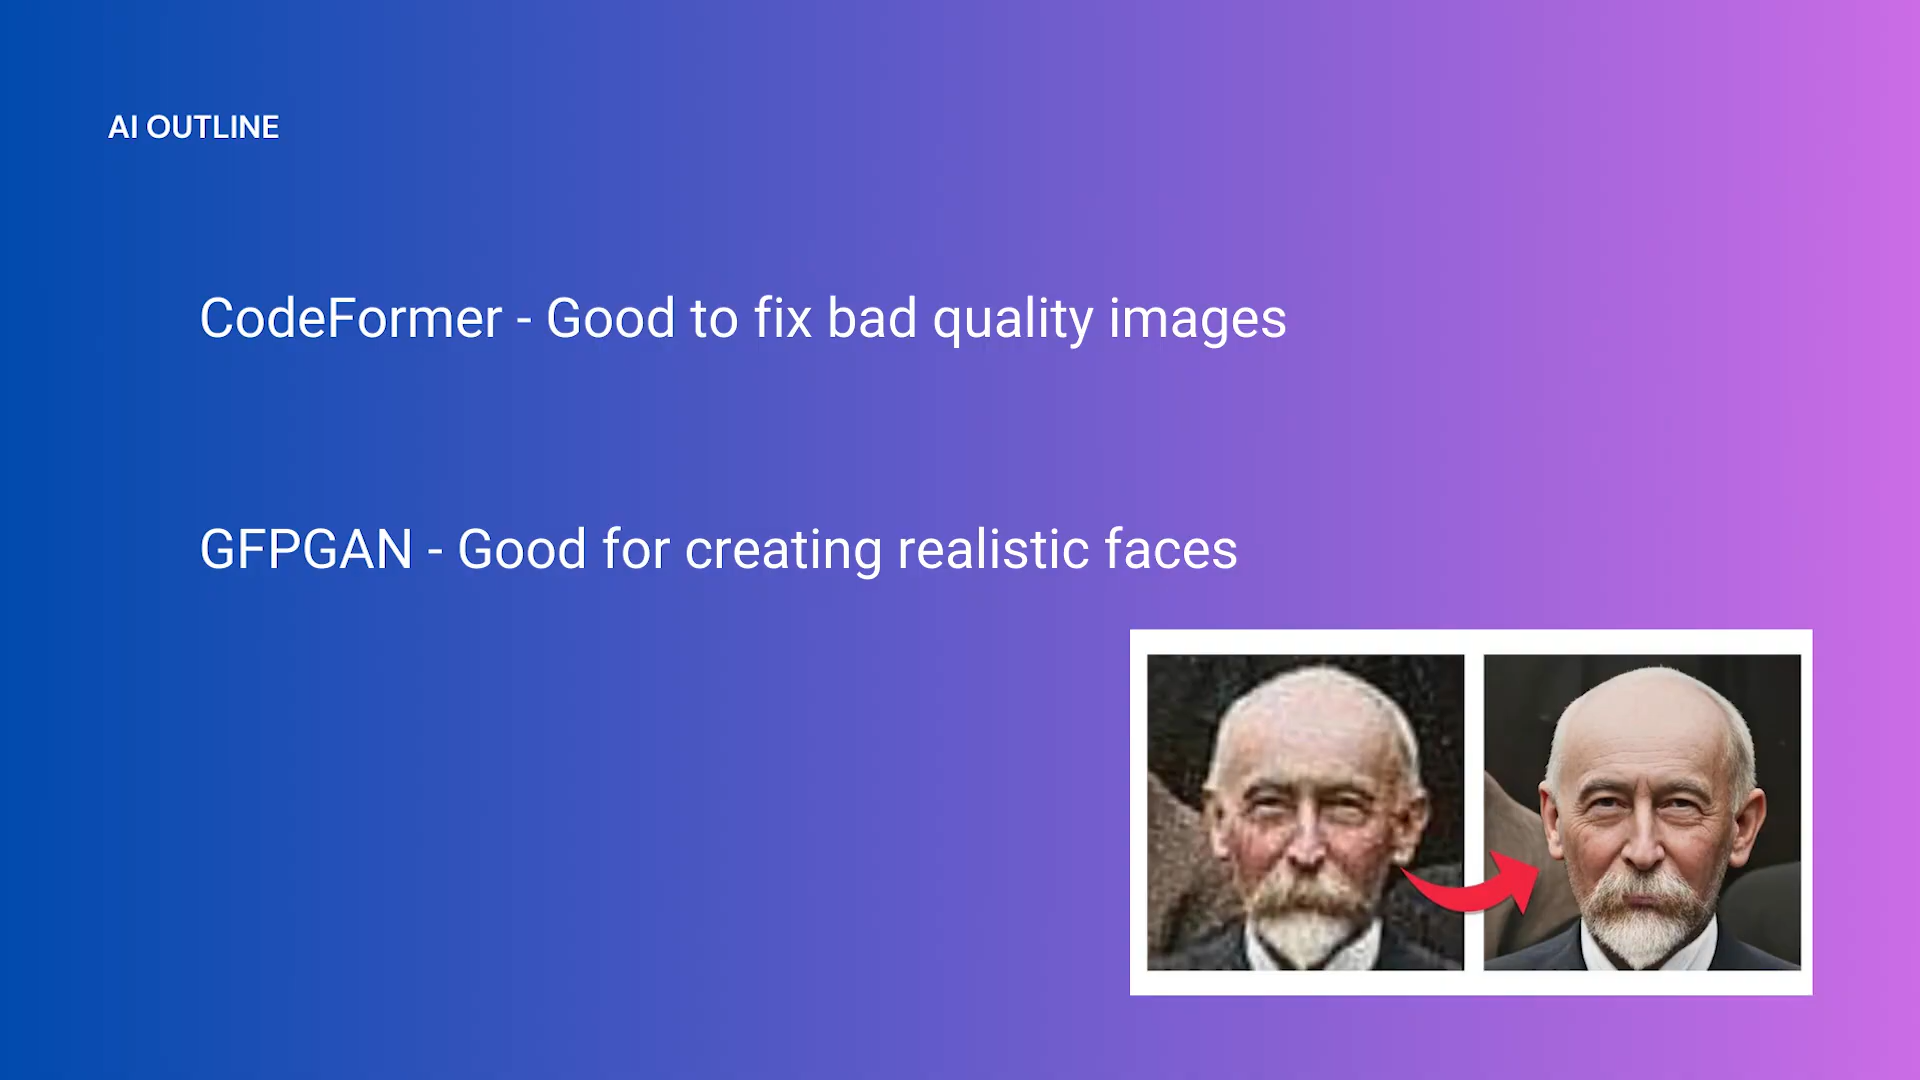 AI OUTLINE
CodeFormer - Good to fix bad quality images
GFPGAN - Good for creating realistic faces